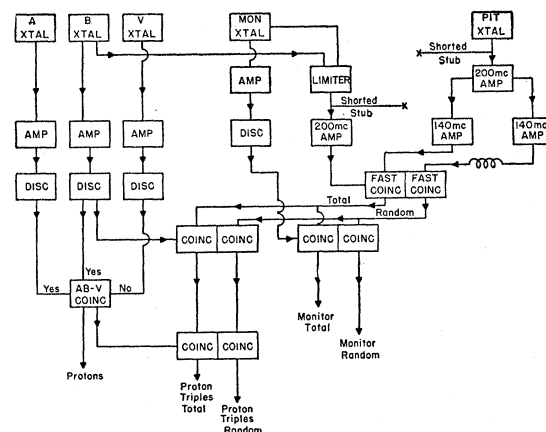 A
XTAL
B
XTAL
V
XTAL
MON
XTAL
PIT
XTAL
Shorted
Stub
AMP
LIMITER
200mc
AMP
Shorted
Stub
AMP
AMP
AMP
DISC
200mc
AMP
140mc
AMP
140mc
AMP
DISC
DISC
DISC
FAST
COINC
FAST
COINC
Total
Random
COINC
COINC
COINC
COINC
Yes
Yes
No
AB-V
COINC
Monitor
Total
Monitor
Random
COINC
COINC
Protons
Proton
Triples
Total
Proton
Triples
Random